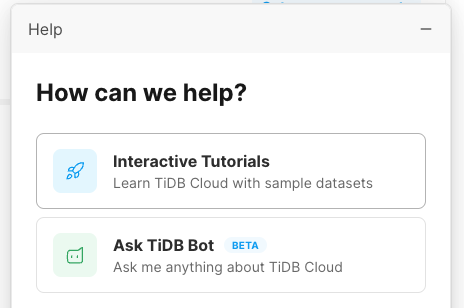 Help
How can we help?
Interactive Tutorials
Learn TiDB Cloud with sample datasets
Ask TiDB Bot BETA
Ask me anything about TiDB Cloud